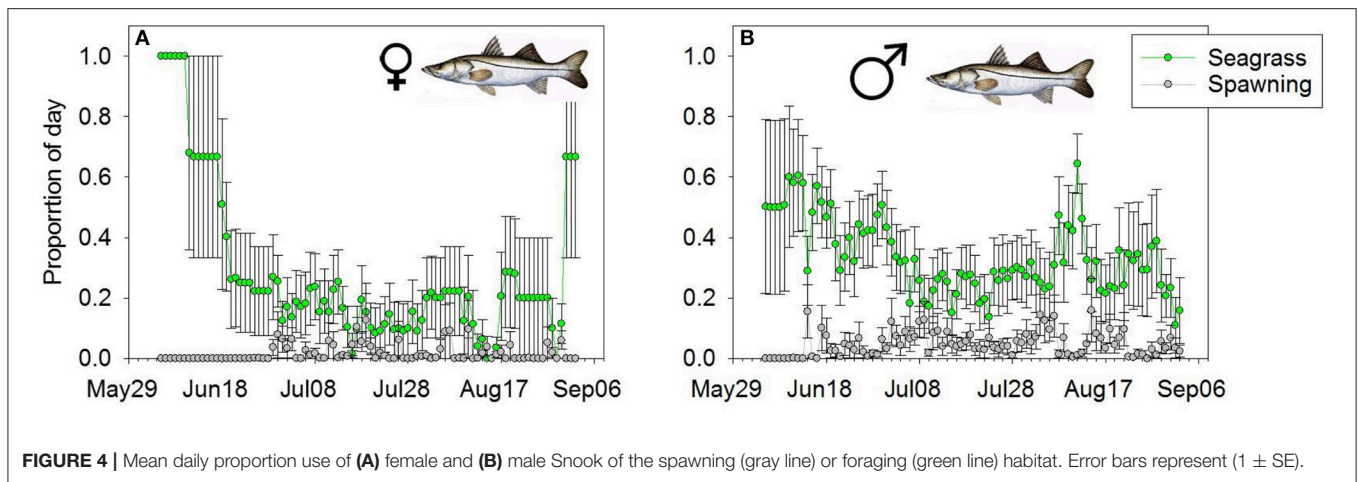 A
B
♀
♂
Seagrass
Spawning
Proportion of day
1.0
0.8
0.6
0.4
0.2
0.0
1.0
0.8
0.6
0.4
0.2
0.0
May29 Jun18 Jul08 Jul28 Aug17 Sep06
May29 Jun18 Jul08 Jul28 Aug17 Sep06
FIGURE 4 | Mean daily proportion use of (A) female and (B) male Snook of the spawning (gray line) or foraging (green line) habitat. Error bars represent (1 ± SE).